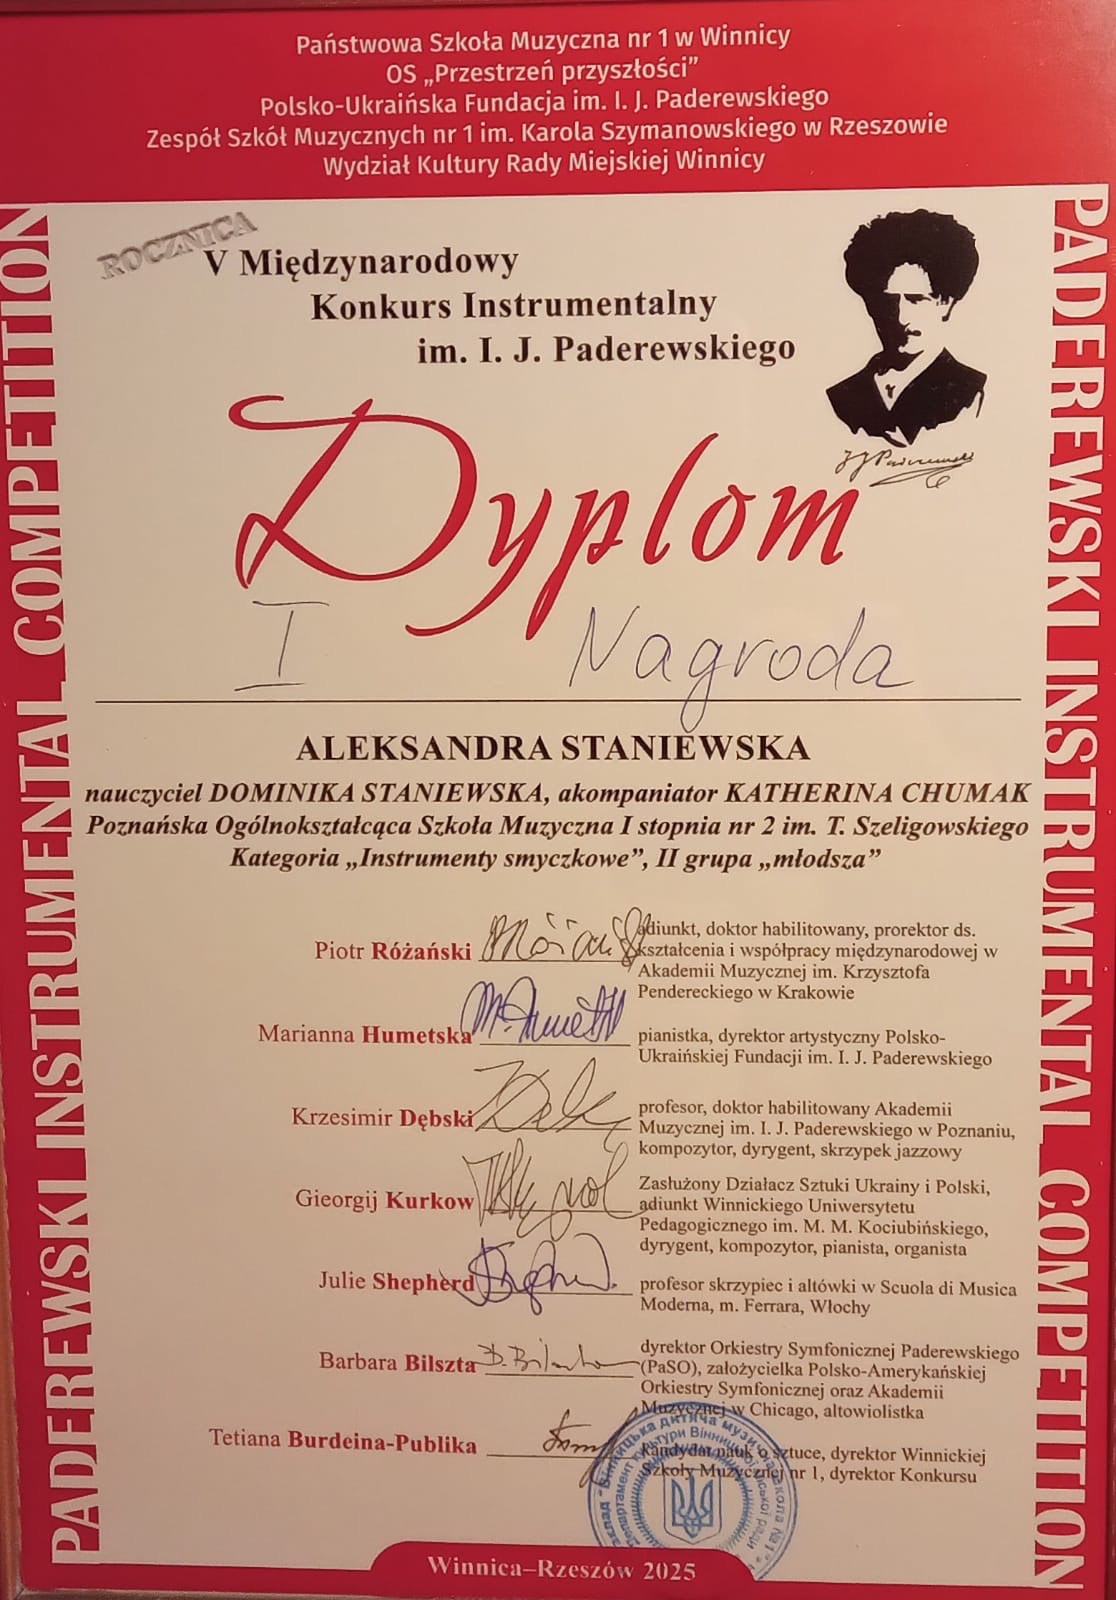 Państwowa Szkoła Muzyczna nr 1 w Winnicy
OS „Przestrzeń przyszłości”
Polsko-Ukraińska Fundacja im. I. J. Paderewskiego
Zespół Szkół Muzycznych nr 1 im. Karola Szymanowskiego w Rzeszowie
Wydział Kultury Rady Miejskiej Winnicy
PADEREWSKI INSTRUMENTAL COMPETITION
PADEREWSKI INSTRUMENTAL COMPETITION
ROCZNICA
V Międzynarodowy
Konkurs Instrumentalny
im. I. J. Paderewskiego
Dyplom
I Nagroda
ALEKSANDRA STANIEWSKA
nauczyciel DOMINIKA STANIEWSKA, akompaniator KATHERINA CHUMAK
Poznańska Ogólnokształcąca Szkoła Muzyczna I stopnia nr 2 im. T. Szeligowskiego
Kategoria „Instrumenty smyczkowe”, II grupa „młodsza”
Piotr Różański
adiunkt, doktor habilitowany, prorektor ds.
kształcenia i współpracy międzynarodowej w
Akademii Muzycznej im. Krzysztofa
Pendereckiego w Krakowie
Marianna Humetska
pianistka, dyrektor artystyczny Polsko-
Ukraińskiej Fundacji im. I. J. Paderewskiego
Krzesimir Dębski
profesor, doktor habilitowany Akademii
Muzycznej im. I. J. Paderewskiego w Poznaniu,
kompozytor, dyrygent, skrzypek jazzowy
Gieorgij Kurkow
Zasłużony Działacz Sztuki Ukrainy i Polski,
adiunkt Winnickiego Uniwersytetu
Pedagogicznego im. M. M. Kociubińskiego,
dyrygent, kompozytor, pianista, organista
Julie Shepherd
profesor skrzypiec i altówki w Scuola di Musica
Moderna, m. Ferrara, Włochy
Barbara Bilszta
dyrektor Orkiestry Symfonicznej Paderewskiego
(PaSO), założycielka Polsko-Amerykańskiej
Orkiestry Symfonicznej oraz Akademii
Muzycznej w Chicago, altowiolistka
Tetiana Burdeina-Publika
kandydat nauk o sztuce, dyrektor Winnickiej
Szkoły Muzycznej nr 1, dyrektor Konkursu
Winnica–Rzeszów 2025